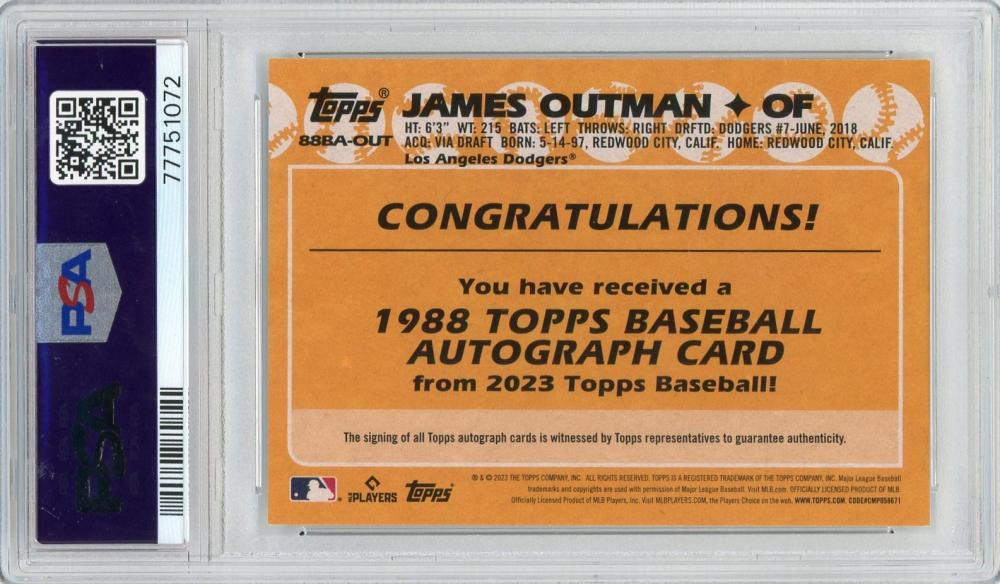 77751072
PSA
PSA
Topps®
88BA-OUT
JAMES OUTMAN ✦ OF
HT: 6'3" WT: 215 BATS: LEFT THROWS: RIGHT DRFTD: DODGERS #7-JUNE, 2018
ACQ: VIA DRAFT BORN: 5-14-97, REDWOOD CITY, CALIF. HOME: REDWOOD CITY, CALIF.
Los Angeles Dodgers®
CONGRATULATIONS!
You have received a
1988 TOPPS BASEBALL
AUTOGRAPH CARD
from 2023 Topps Baseball!
The signing of all Topps autograph cards is witnessed by Topps representatives to guarantee authenticity.
PLAYERS
Topps
® & © 2023 THE TOPPS COMPANY, INC. ALL RIGHTS RESERVED. TOPPS IS A REGISTERED TRADEMARK OF THE TOPPS COMPANY, INC. Major League Baseball
trademarks and copyrights are used with permission of Major League Baseball. Visit MLB.com. OFFICIALLY LICENSED PRODUCT OF MLB
Officially Licensed Product of MLB Players, Inc. Visit MLBPLAYERS.COM, the Players Choice on the web. WWW.TOPPS.COM. CODE#CMP058671